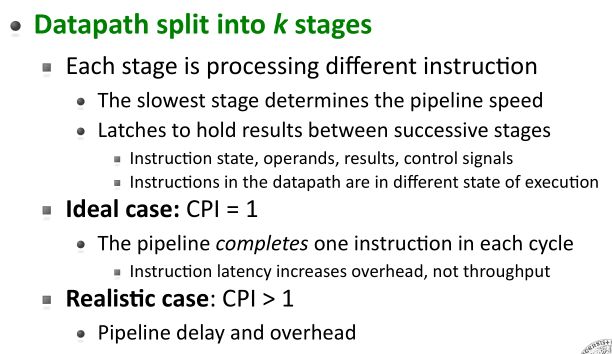 Datapath split into k stages
Each stage is processing different instruction
The slowest stage determines the pipeline speed
Latches to hold results between successive stages
Instruction state, operands, results, control signals
Instructions in the datapath are in different state of execution
Ideal case: CPI = 1
The pipeline completes one instruction in each cycle
Instruction latency increases overhead, not throughput
Realistic case: CPI > 1
Pipeline delay and overhead